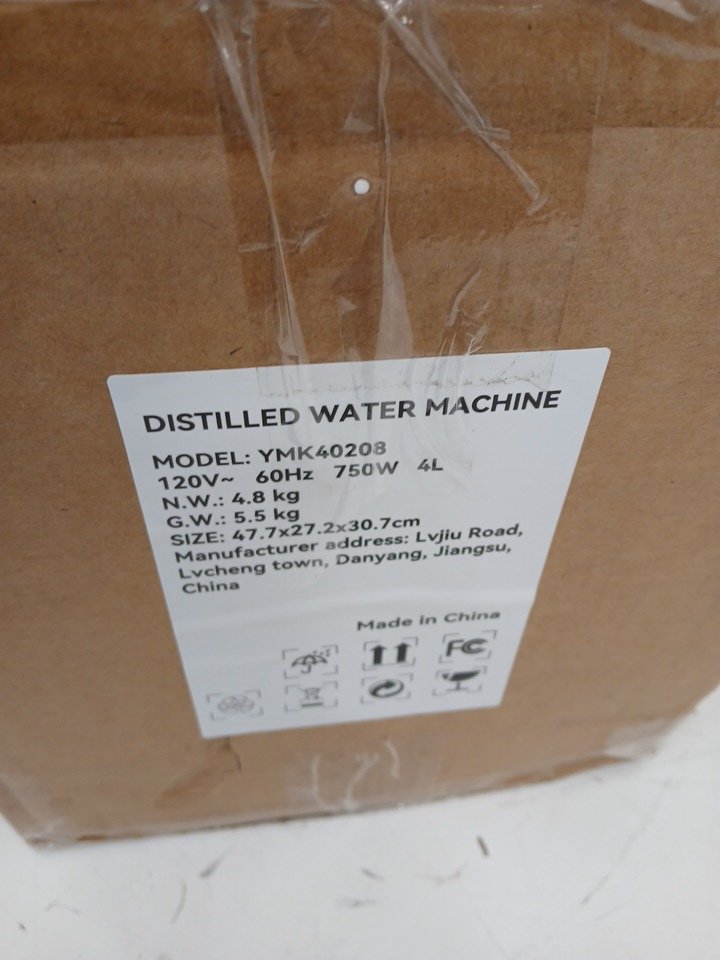 DISTILLED WATER MACHINE
MODEL: YMK40208
120V~ 60Hz 750W 4L
N.W.: 4.8 kg
G.W.: 5.5 kg
SIZE: 47.7x27.2x30.7cm
Manufacturer address: Lvjiu Road,
Lvcheng town, Danyang, Jiangsu,
China
Made in China
FC